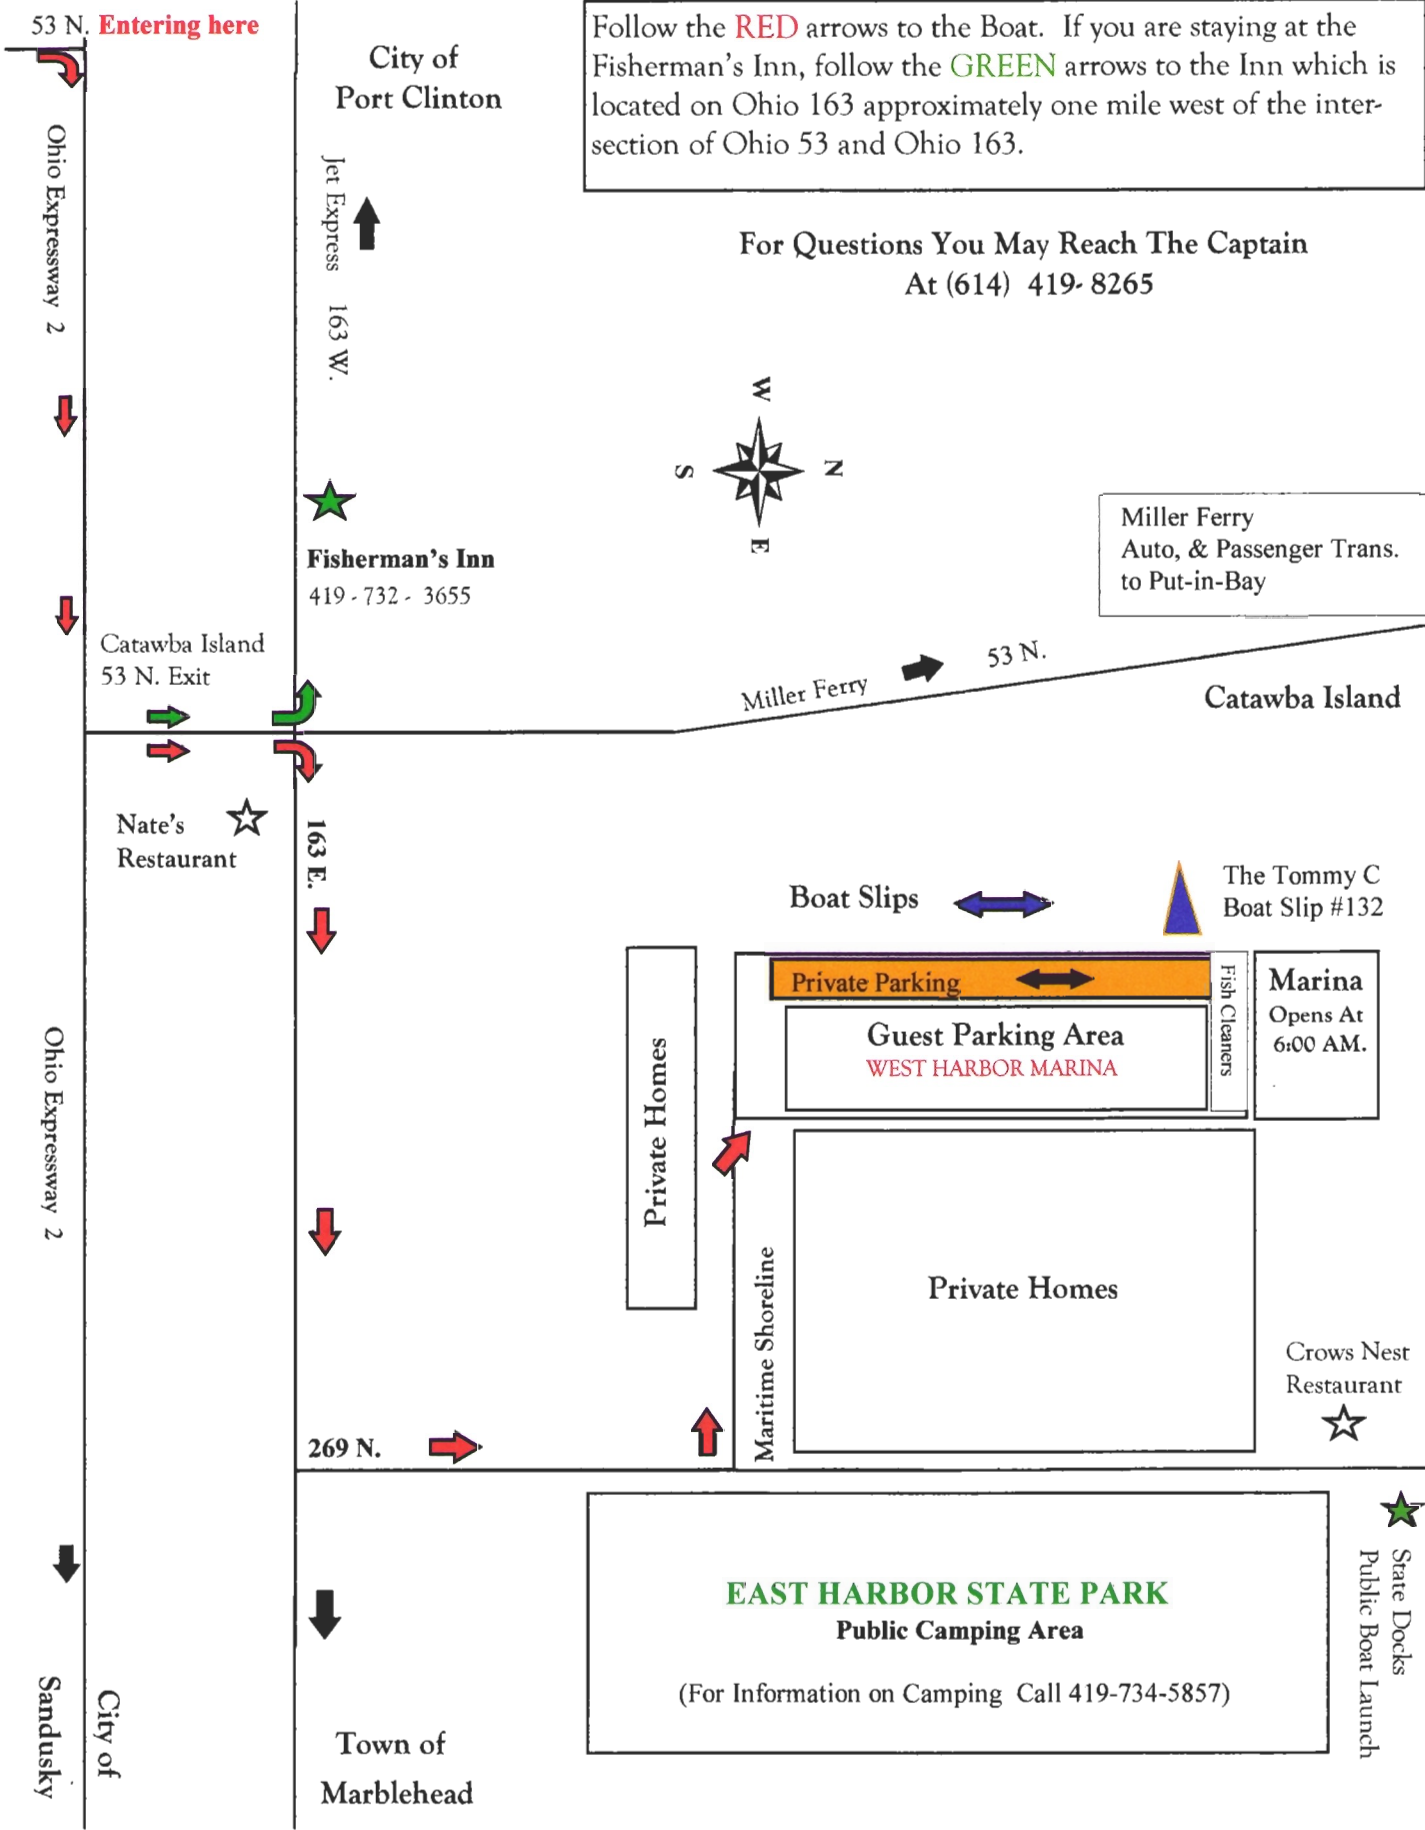 53 N. Entering here
City of
Port Clinton
Follow the RED arrows to the Boat. If you are staying at the
Fisherman's Inn, follow the GREEN arrows to the Inn which is
located on Ohio 163 approximately one mile west of the inter-
section of Ohio 53 and Ohio 163.
Ohio Expressway 2
Jet Express 163 W.
For Questions You May Reach The Captain
At (614) 419-8265
W
S
N
E
Fisherman's Inn
419-732-3655
Miller Ferry
Auto, & Passenger Trans.
to Put-in-Bay
Catawba Island
53 N. Exit
Miller Ferry
53 N.
Catawba Island
Nate's
Restaurant
163 E.
Boat Slips
The Tommy C
Boat Slip #132
Private Parking
Guest Parking Area
WEST HARBOR MARINA
Fish Cleaners
Marina
Opens At
6:00 AM.
Private Homes
Ohio Expressway 2
Private Homes
Maritime Shoreline
Crows Nest
Restaurant
269 N.
EAST HARBOR STATE PARK
Public Camping Area
(For Information on Camping Call 419-734-5857)
State Docks
Public Boat Launch
City of
Sandusky
Town of
Marblehead